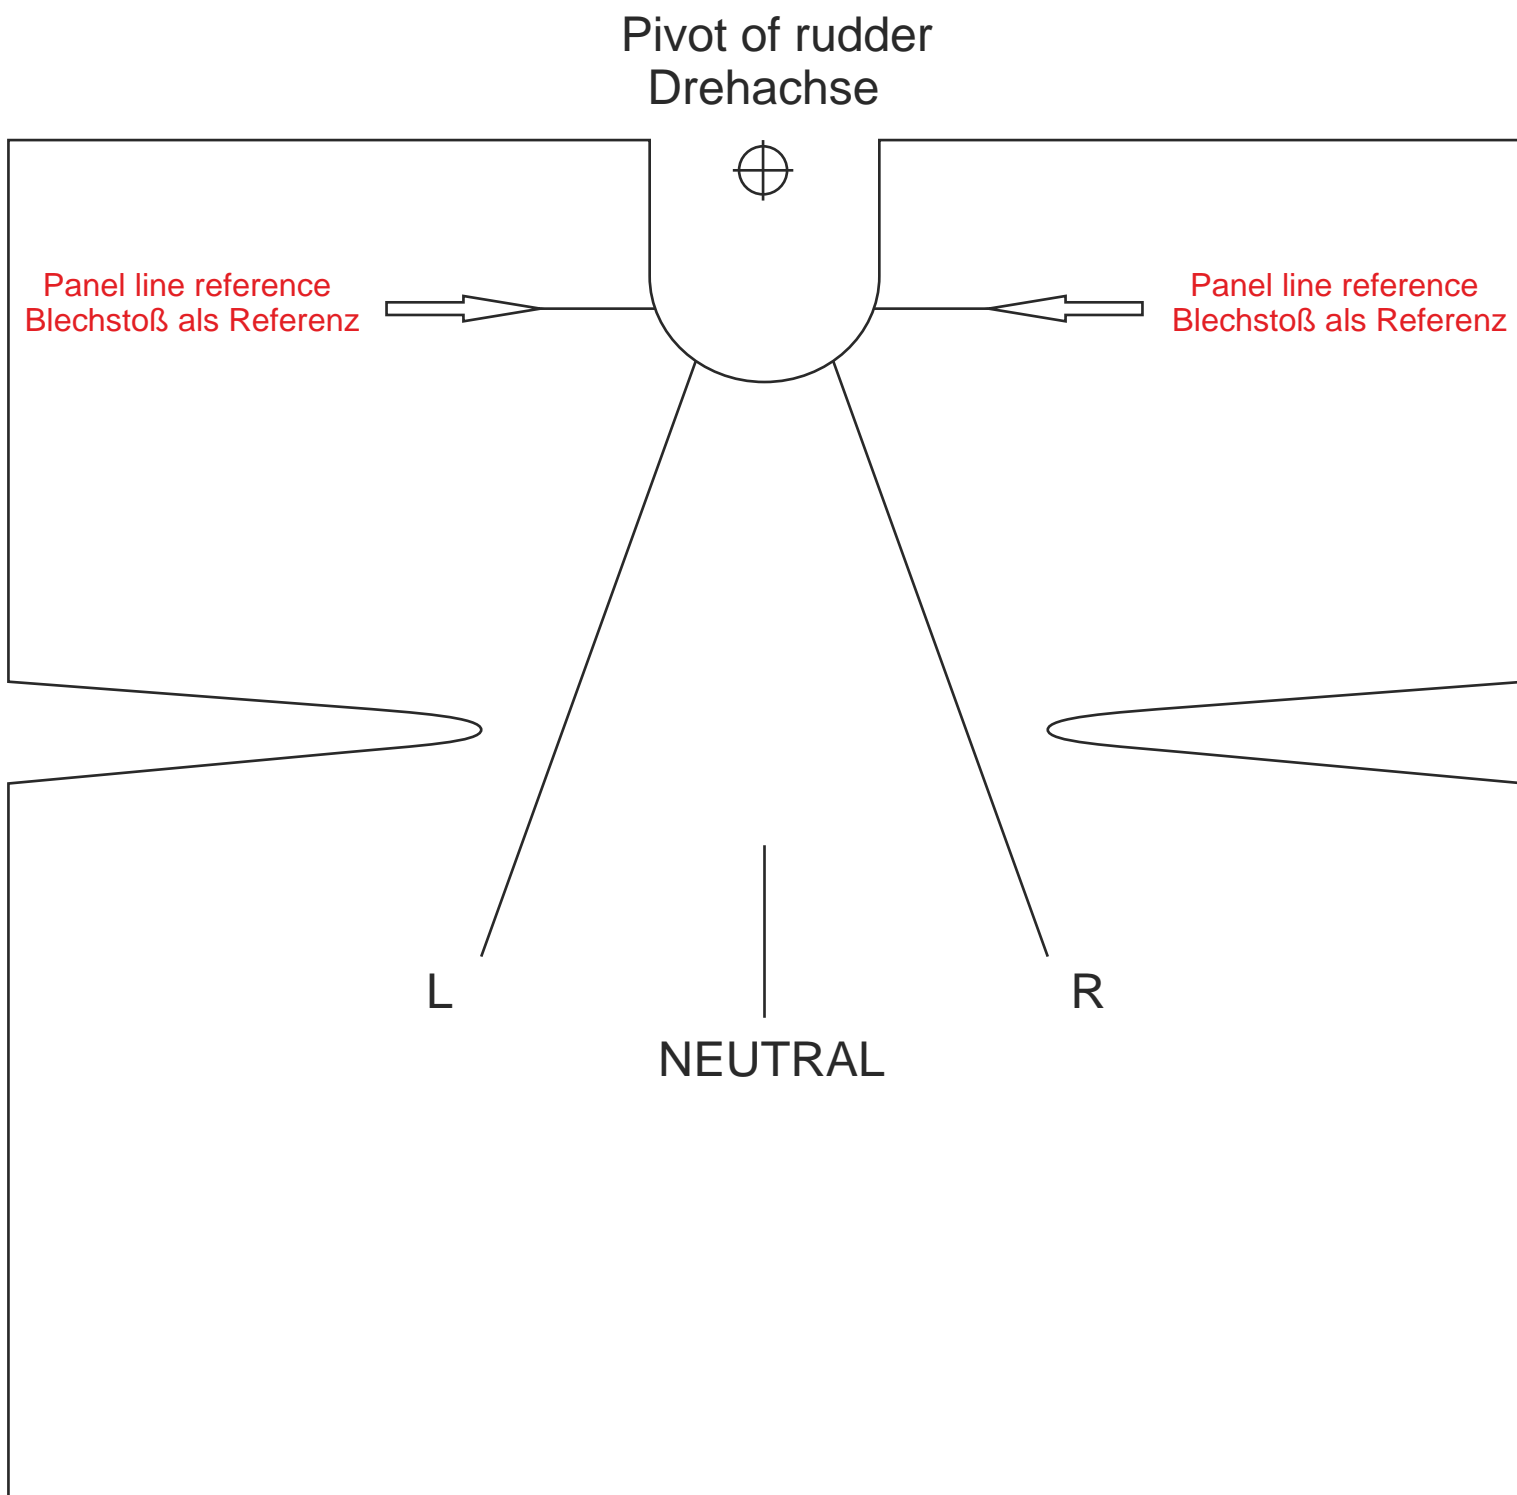 Pivot of rudder
Drehachse
Panel line reference
Blechstoß als Referenz
Panel line reference
Blechstoß als Referenz
L
R
NEUTRAL